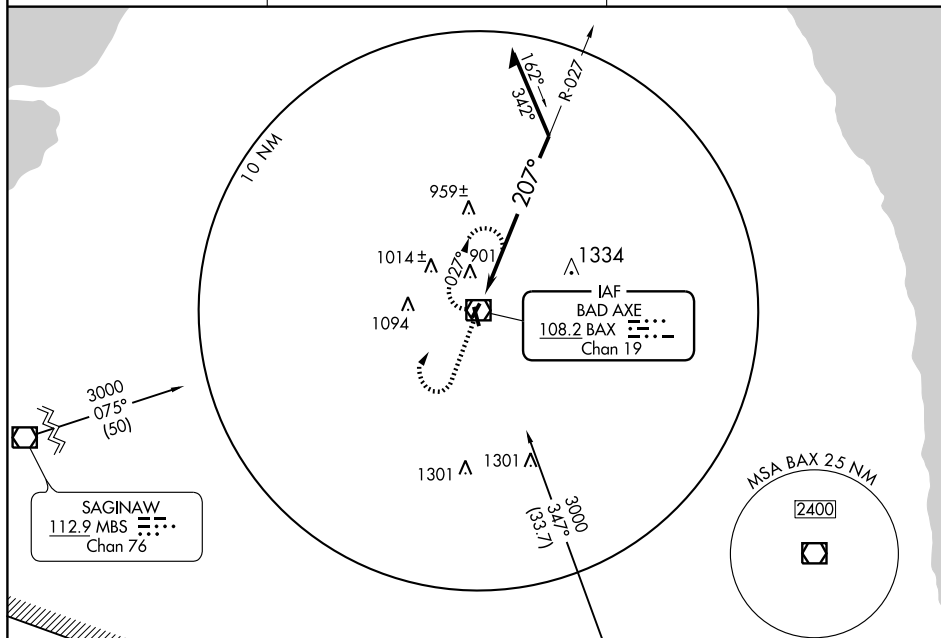 162°
342°
R-027
10 NM
207°
959±
1014±
027°
901
1334
1094
IAF
BAD AXE
108.2 BAX
Chan 19
3000
075°
(50)
SAGINAW
112.9 MBS
Chan 76
1301
1301
3000
347°
(33.7)
MSA BAX 25 NM
2400